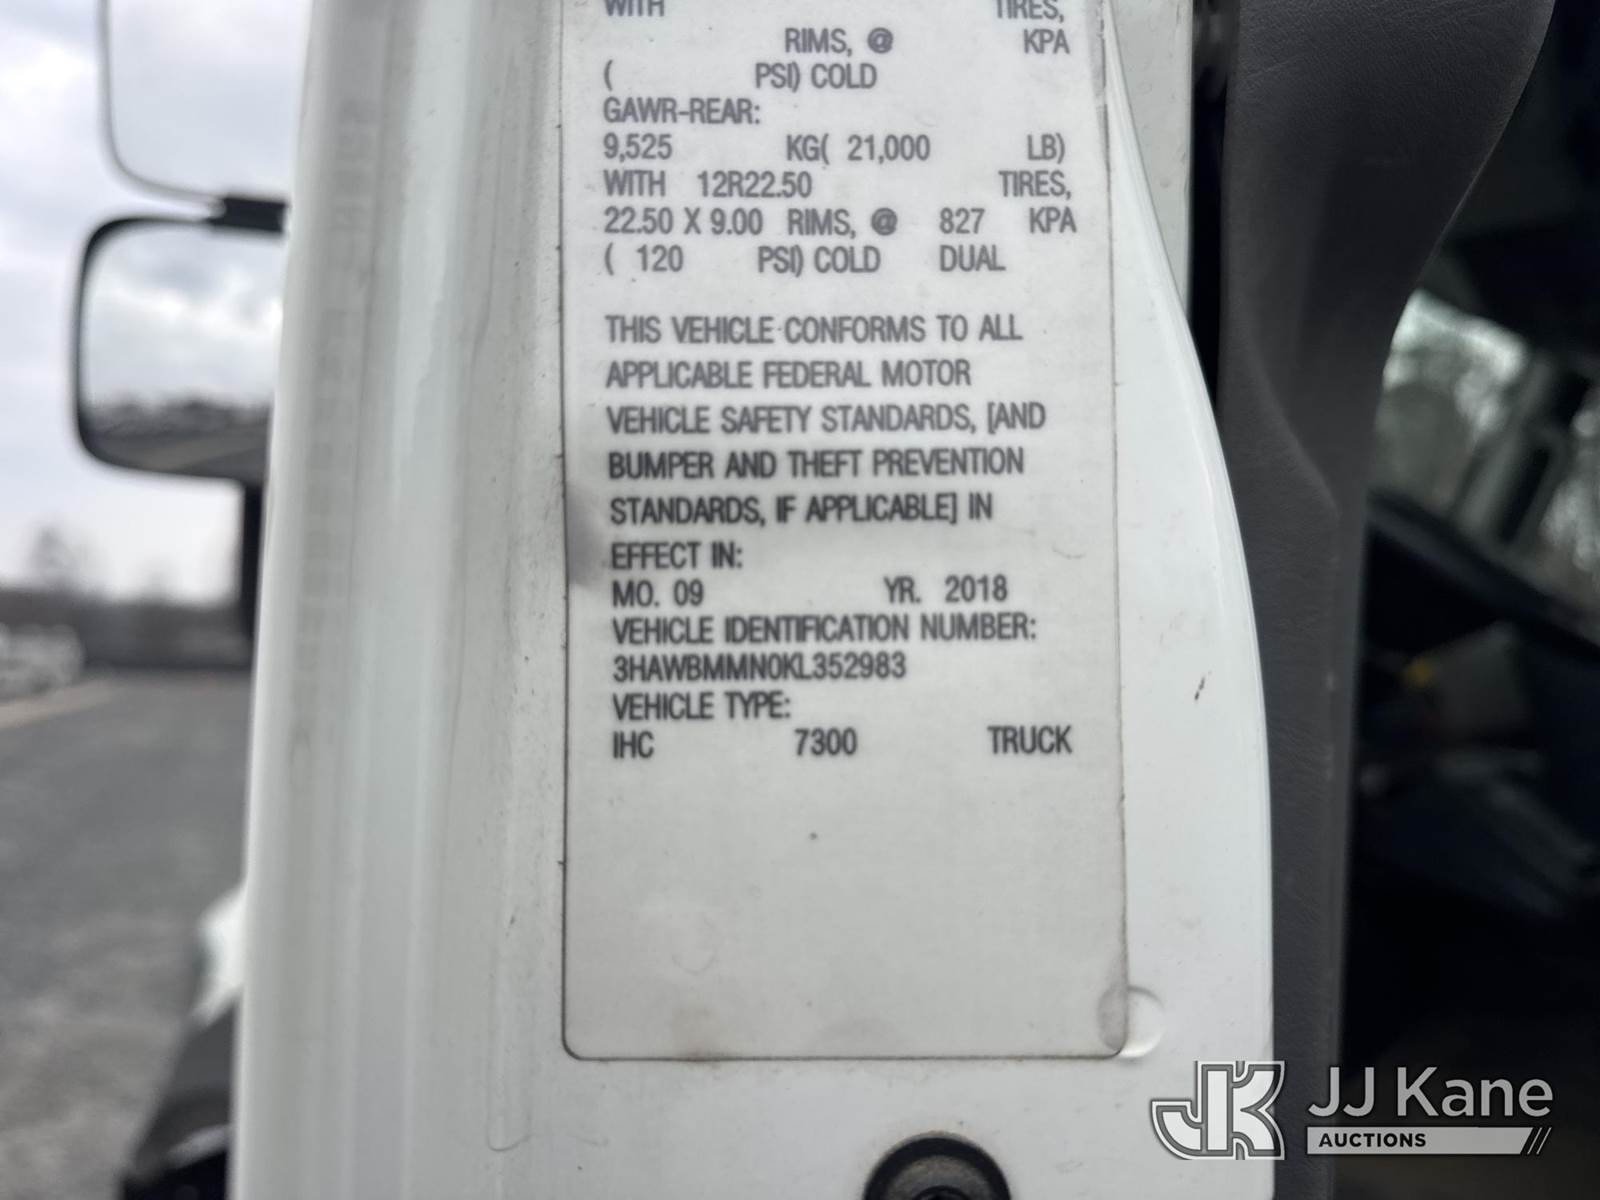 WITH TIRES,
RIMS, @ KPA
( PSI) COLD
GAWR-REAR:
9,525 KG( 21,000 LB)
WITH 12R22.50 TIRES,
22.50 X 9.00 RIMS, @ 827 KPA
( 120 PSI) COLD DUAL
THIS VEHICLE CONFORMS TO ALL
APPLICABLE FEDERAL MOTOR
VEHICLE SAFETY STANDARDS, [AND
BUMPER AND THEFT PREVENTION
STANDARDS, IF APPLICABLE] IN
EFFECT IN:
MO. 09 YR. 2018
VEHICLE IDENTIFICATION NUMBER:
3HAWBMMN0KL352983
VEHICLE TYPE:
IHC 7300 TRUCK
JK JJ Kane
AUCTIONS